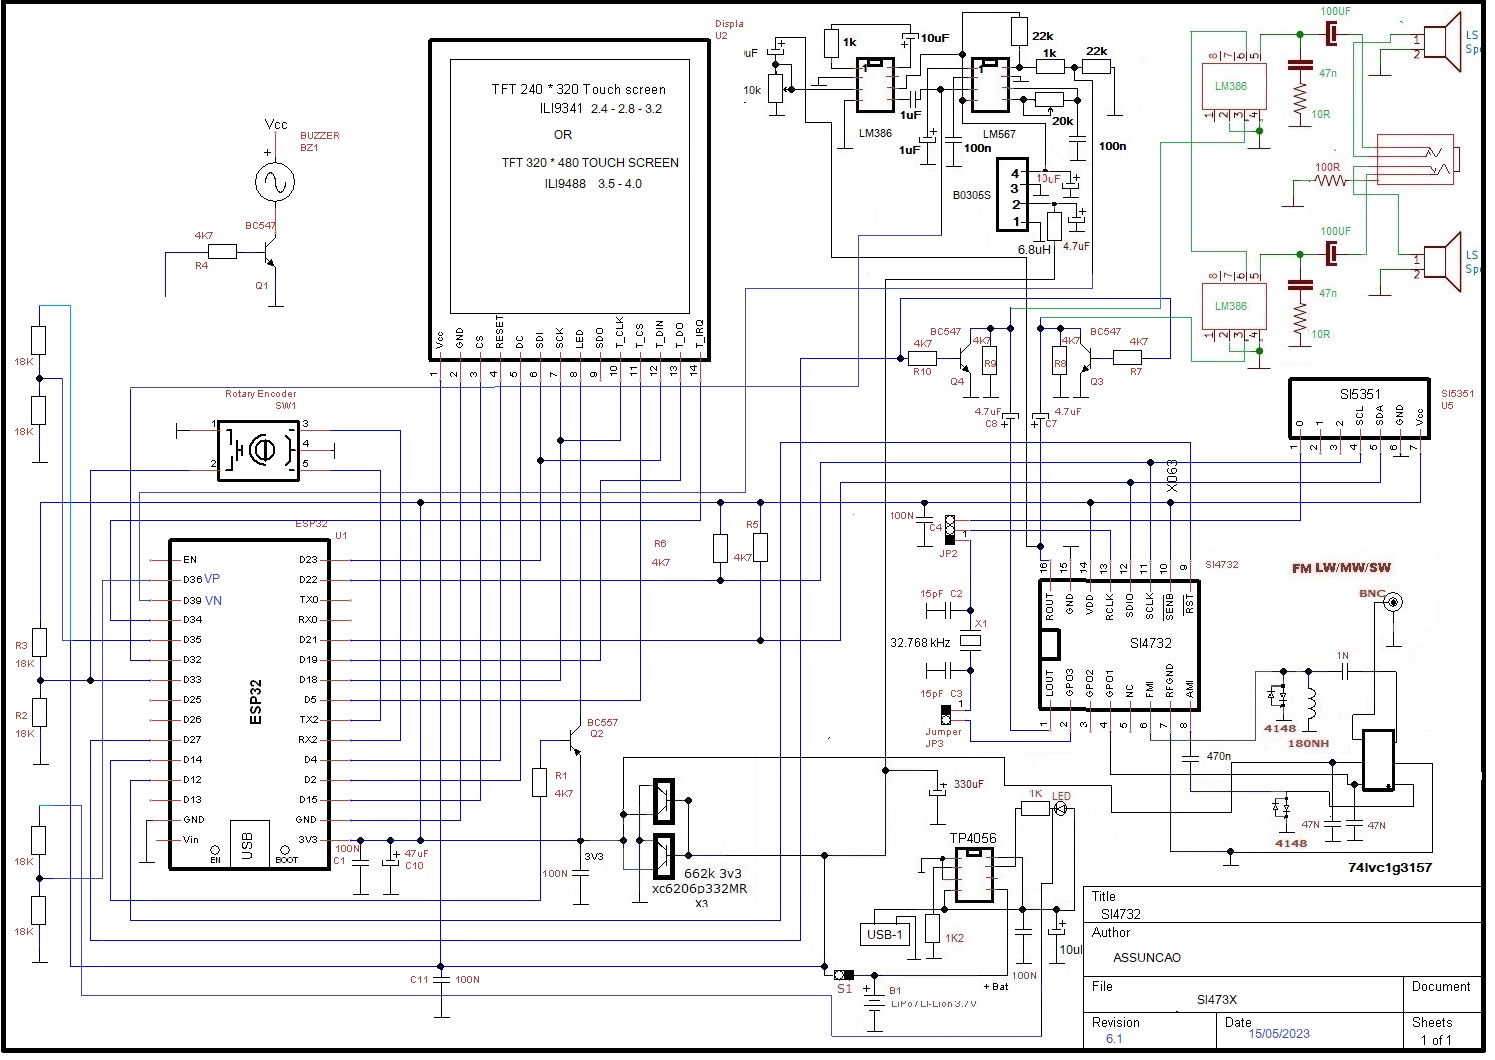 Displa
U2
TFT 240 * 320 Touch screen
ILI9341 2.4 - 2.8 - 3.2
OR
TFT 320 * 480 TOUCH SCREEN
ILI9488 3.5 - 4.0
Vcc
GND
CS
RESET
DC
SDI
SCK
LED
SDO
T_CLK
T_CS
T_DIN
T_DO
T_IRQ
1 2 3 4 5 6 7 8 9 10 11 12 13 14
Vcc
+
BUZZER
BZ1
BC547
4K7
R4
Q1
18K
18K
Rotary Encoder
SW1
1 3
4
2 5
uF
10k
1k
10uF
1
LM386
1uF
1uF
22k
1k
22k
1
LM567
20k
100n
100n
B0305S
4
3
2
1
10uF
4.7uF
6.8uH
100UF
LS
Spe
1
2
8 7 6 5
LM386
1 2 3 4
47n
10R
100R
100UF
LS
Spe
1
2
8 7 6 5
LM386
1 2 3 4
47n
10R
BC547
4K7
R10
4K7
R9
Q4
BC547
4K7
R8
4K7
R7
Q3
4.7uF
C8
4.7uF
C7
SI5351
SI5351
U5
0 1 2 SCL SDA GND Vcc
1 2 3 4 5 6 7
X063
ESP32
U1
EN
D36 VP
D39 VN
D34
D35
D32
D33
D25
D26
D27
D14
D12
D13
GND
Vin
D23
D22
TX0
RX0
D21
D19
D18
D5
TX2
RX2
D4
D2
D15
GND
3V3
ESP32
USB
EN
BOOT
R3
18K
R2
18K
18K
18K
R6
4K7
R5
4K7
100N
C4
1
JP2
15pF C2
X1
32.768 kHz
15pF C3
1
Jumper
JP3
SI4732
16 15 14 13 12 11 10 9
ROUT
GND
VDD
RCLK
SDIO
SCLK
SENB
RST
SI4732
LOUT
GPO3
GPO2
GPO1
NC
FMI
RFGND
AMI
1 2 3 4 5 6 7 8
FM LW/MW/SW
BNC
1N
4148
180NH
470n
47N
47N
4148
74lvc1g3157
BC557
Q2
R1
4K7
100N
C1
47uF
C10
3V3
100N
662k 3v3
xc6206p332MR
X3
330uF
1K
LED
TP4056
USB-1
1K2
100N
10uI
C11
100N
S1
B1
LiPo / Li-Lion 3.7V
+ Bat
Title
SI4732
Author
ASSUNCAO
File
SI473X
Document
Revision
6.1
Date
15/05/2023
Sheets
1 of 1